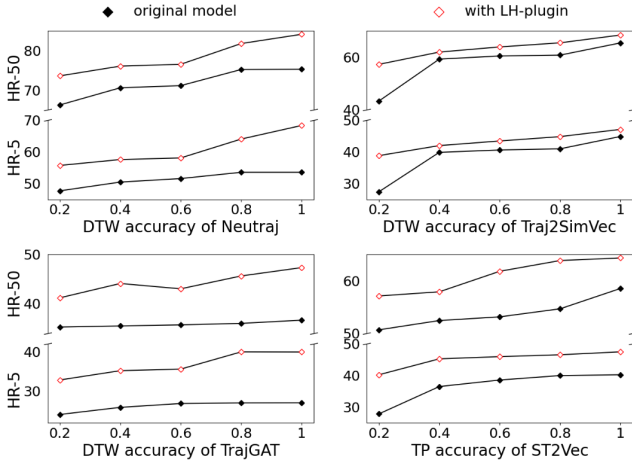 original model with LH-plugin
HR-50
80
70
HR-5
70
60
50
0.2 0.4 0.6 0.8 1
DTW accuracy of Neutraj
60
40
50
40
30
0.2 0.4 0.6 0.8 1
DTW accuracy of Traj2SimVec
HR-50
50
40
HR-5
40
30
0.2 0.4 0.6 0.8 1
DTW accuracy of TrajGAT
60
50
50
40
30
0.2 0.4 0.6 0.8 1
TP accuracy of ST2Vec